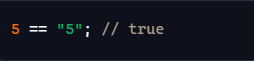 5 == "5"; // true